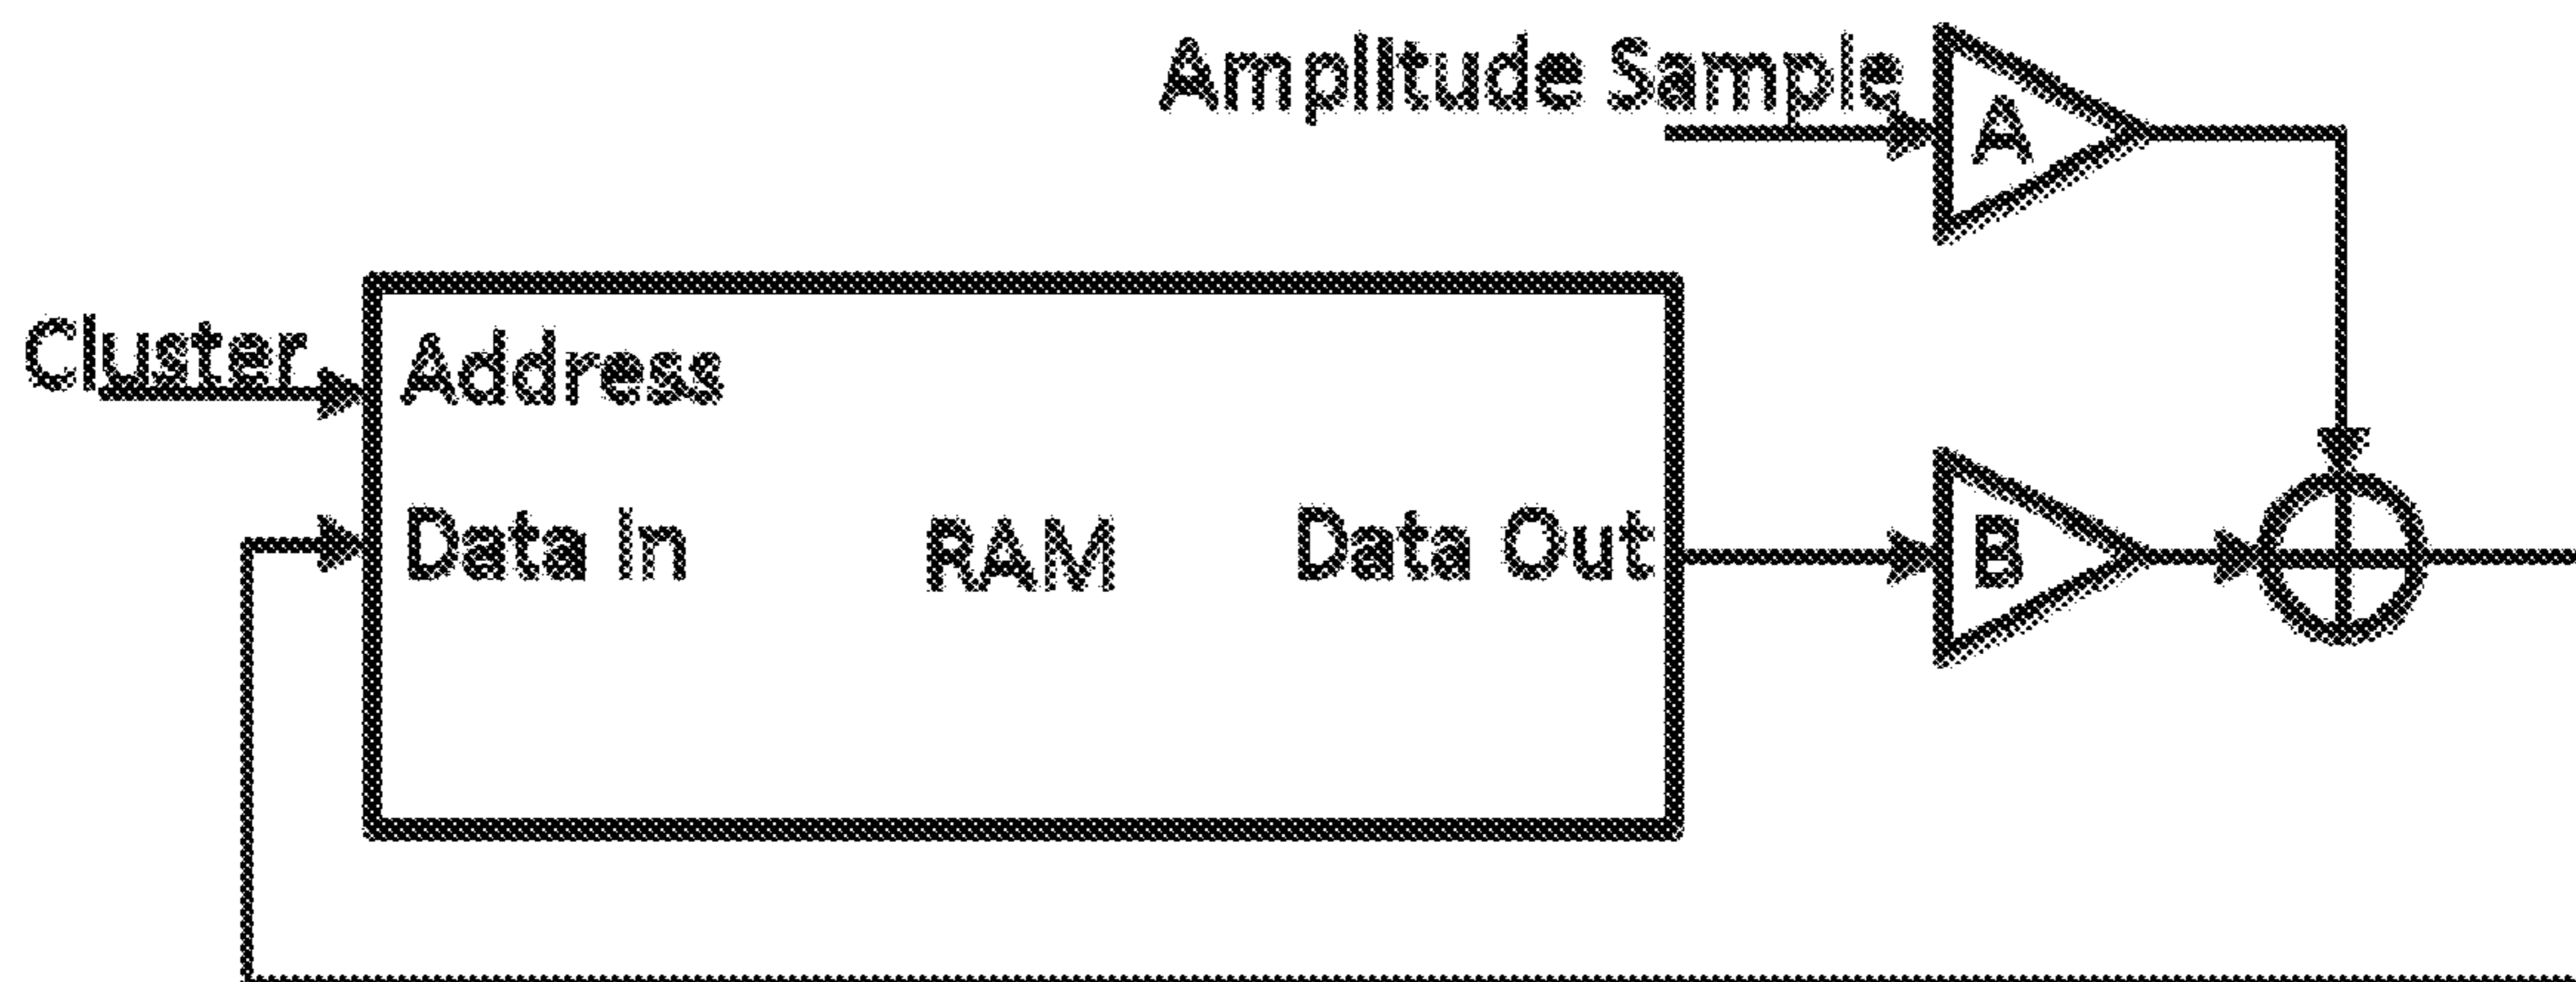 Amplitude Sample
A
Cluster
Address
Data In
RAM
Data Out
B